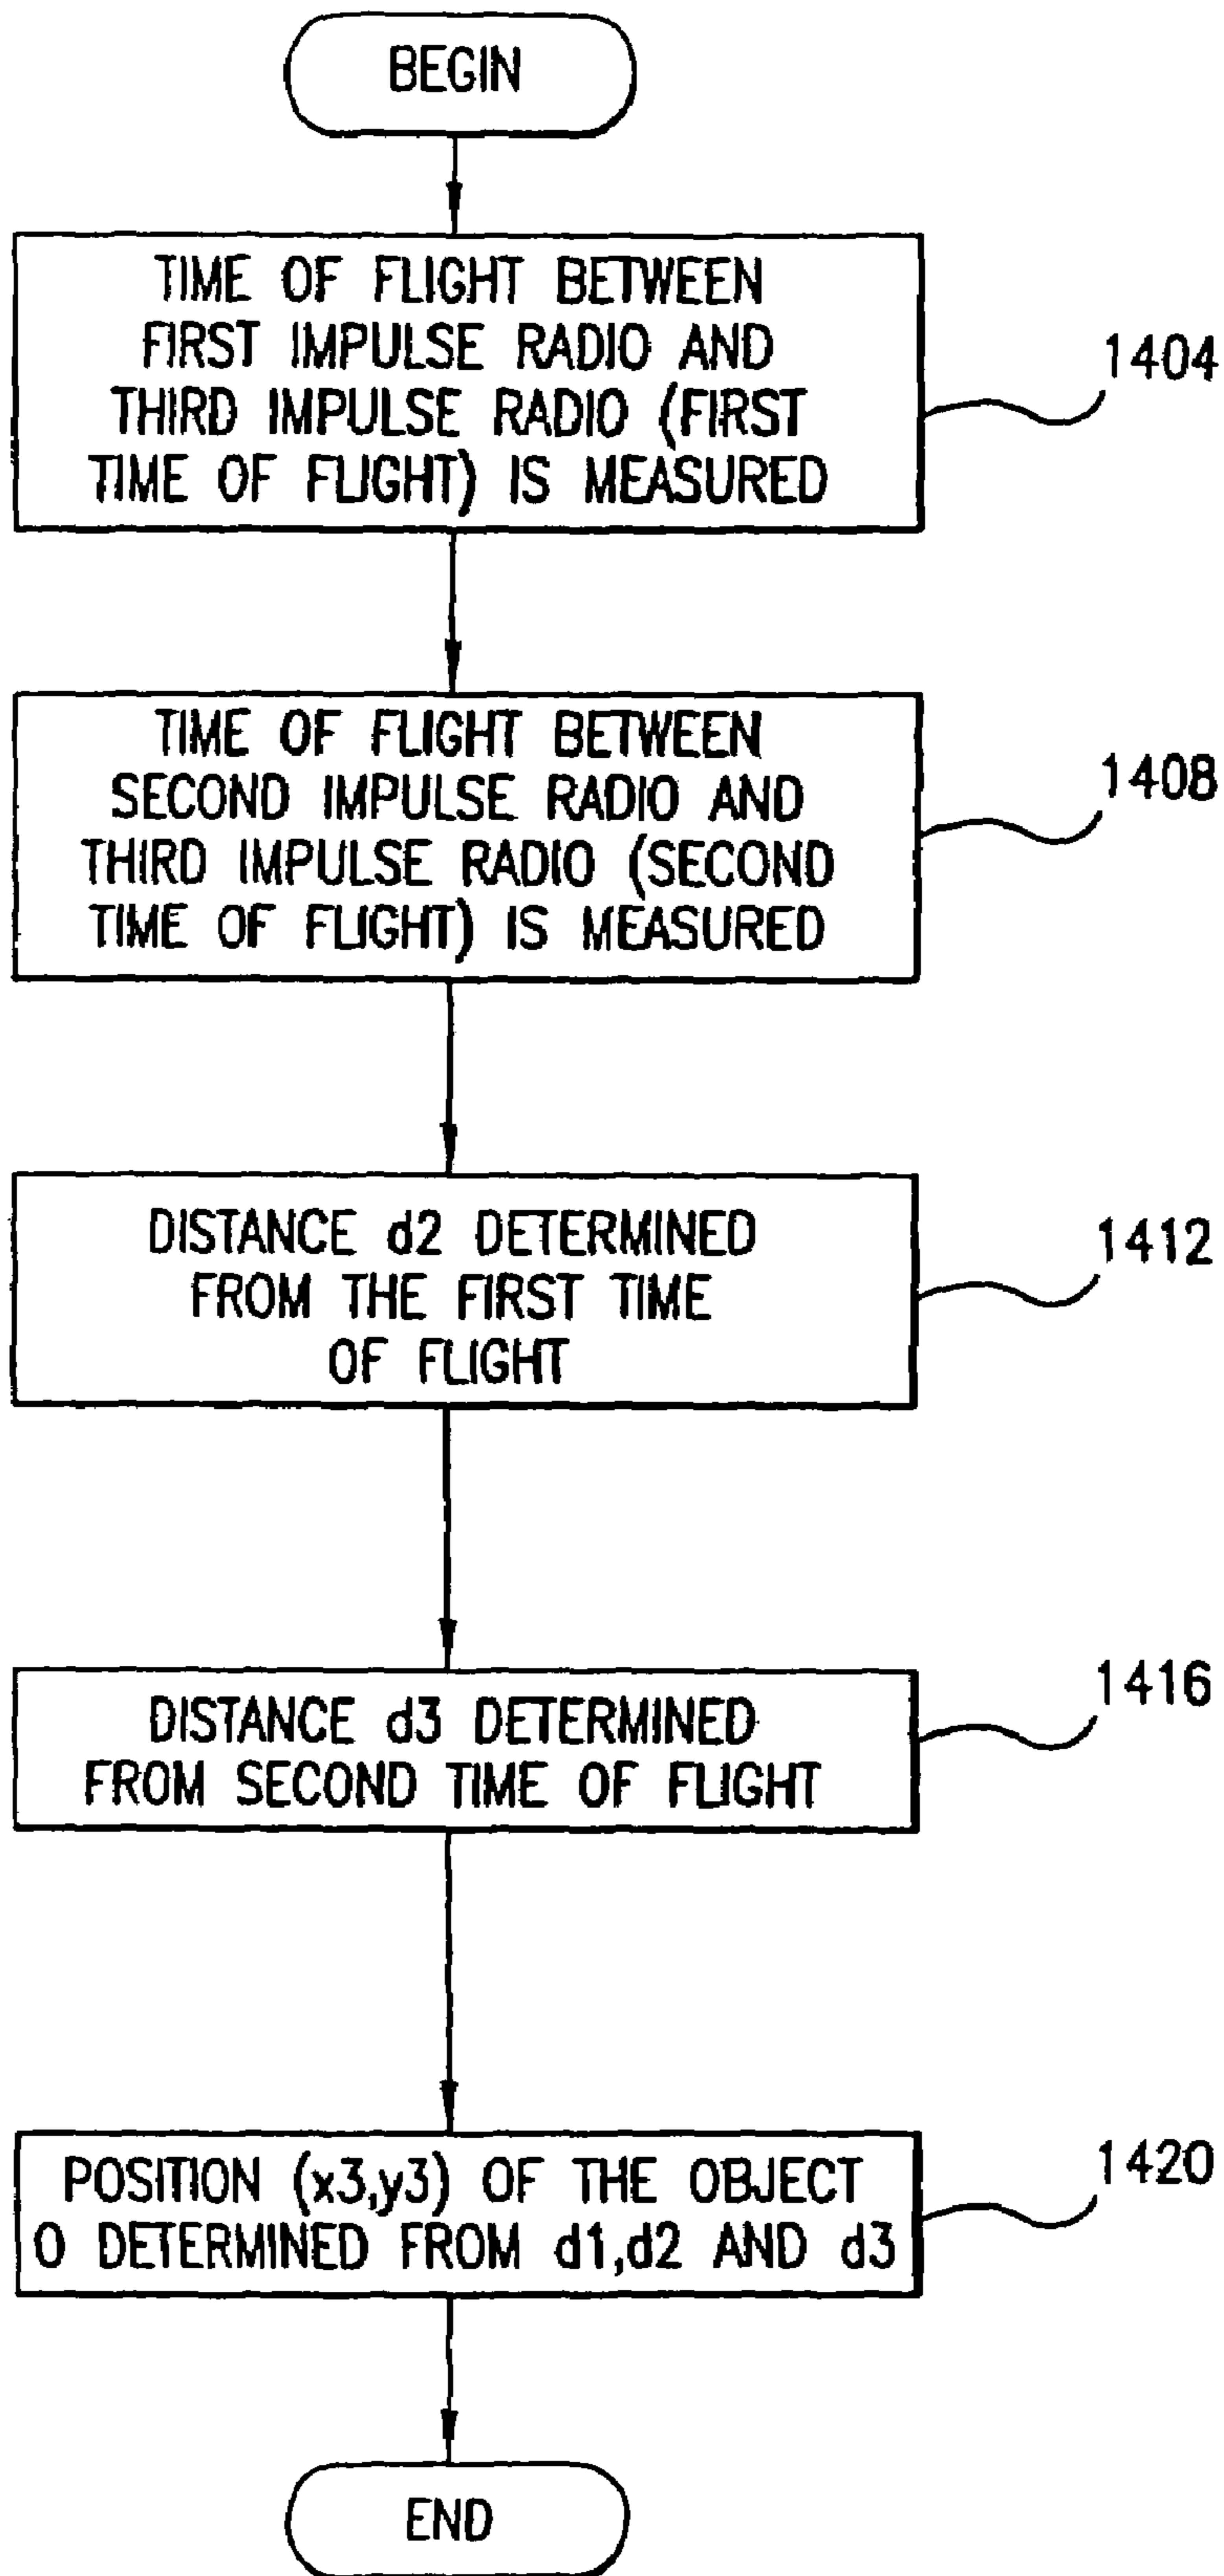 BEGIN
TIME OF FLIGHT BETWEEN
FIRST IMPULSE RADIO AND
THIRD IMPULSE RADIO (FIRST
TIME OF FLIGHT) IS MEASURED
1404
TIME OF FLIGHT BETWEEN
SECOND IMPULSE RADIO AND
THIRD IMPULSE RADIO (SECOND
TIME OF FLIGHT) IS MEASURED
1408
DISTANCE d2 DETERMINED
FROM THE FIRST TIME
OF FLIGHT
1412
DISTANCE d3 DETERMINED
FROM SECOND TIME OF FLIGHT
1416
POSITION (x3,y3) OF THE OBJECT
O DETERMINED FROM d1,d2 AND d3
1420
END